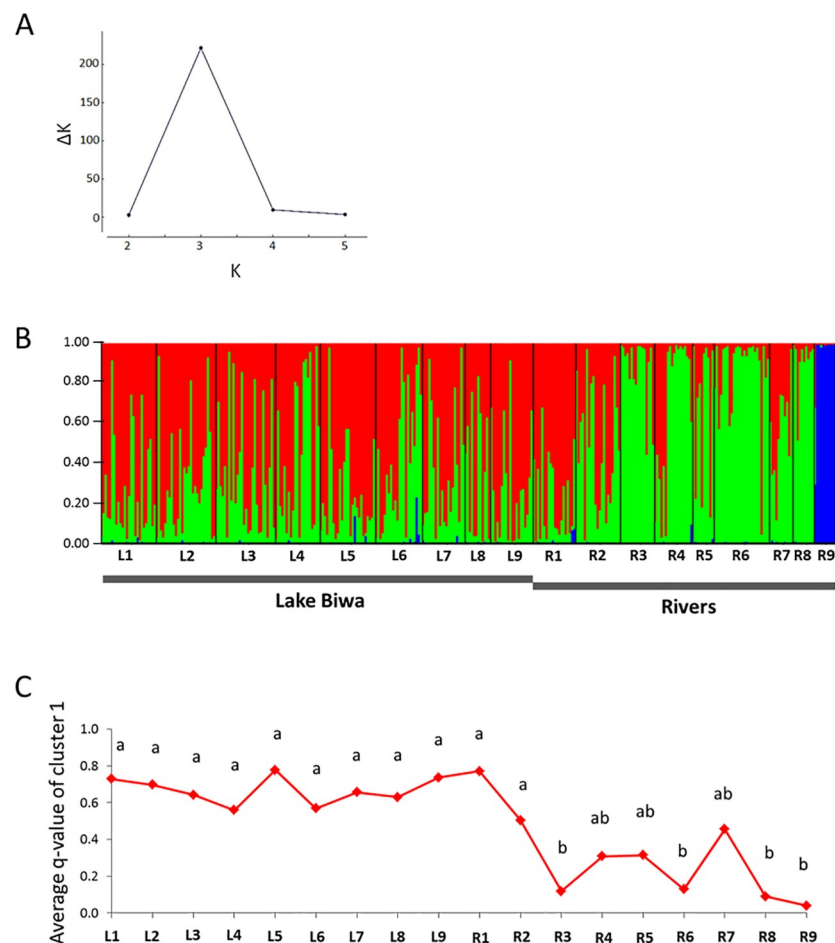 A
200
150
100
50
0
ΔK
2 3 4 5
K
B
1.00
0.80
0.60
0.40
0.20
0.00
L1 L2 L3 L4 L5 L6 L7 L8 L9 R1 R2 R3 R4 R5 R6 R7 R8 R9
Lake Biwa
Rivers
C
Average q-value of cluster 1
1.0
0.8
0.6
0.4
0.2
0.0
a a a a a a a a a a a b ab ab b ab b b
L1 L2 L3 L4 L5 L6 L7 L8 L9 R1 R2 R3 R4 R5 R6 R7 R8 R9